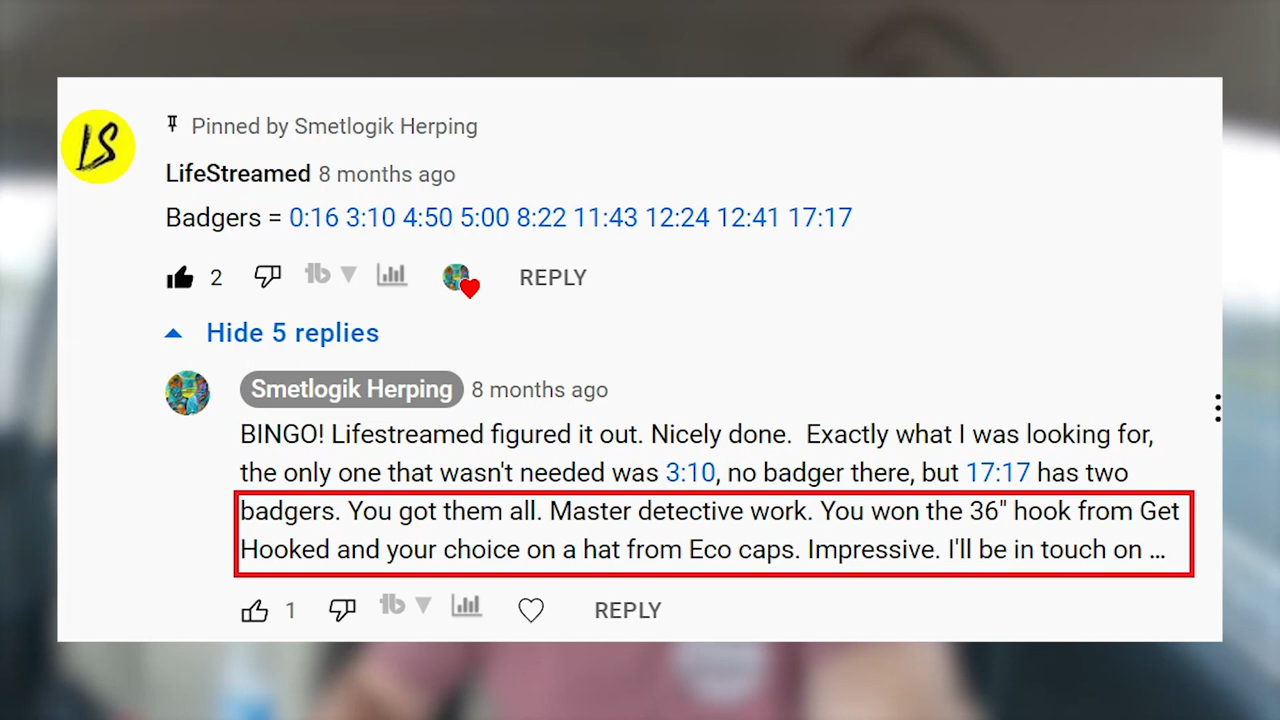 LS
Pinned by Smetlogik Herping
LifeStreamed 8 months ago
Badgers = 0:16 3:10 4:50 5:00 8:22 11:43 12:24 12:41 17:17
2 tb REPLY
Hide 5 replies
Smetlogik Herping 8 months ago
BINGO! Lifestreamed figured it out. Nicely done. Exactly what I was looking for,
the only one that wasn't needed was 3:10, no badger there, but 17:17 has two
badgers. You got them all. Master detective work. You won the 36" hook from Get
Hooked and your choice on a hat from Eco caps. Impressive. I'll be in touch on ...
1 tb REPLY